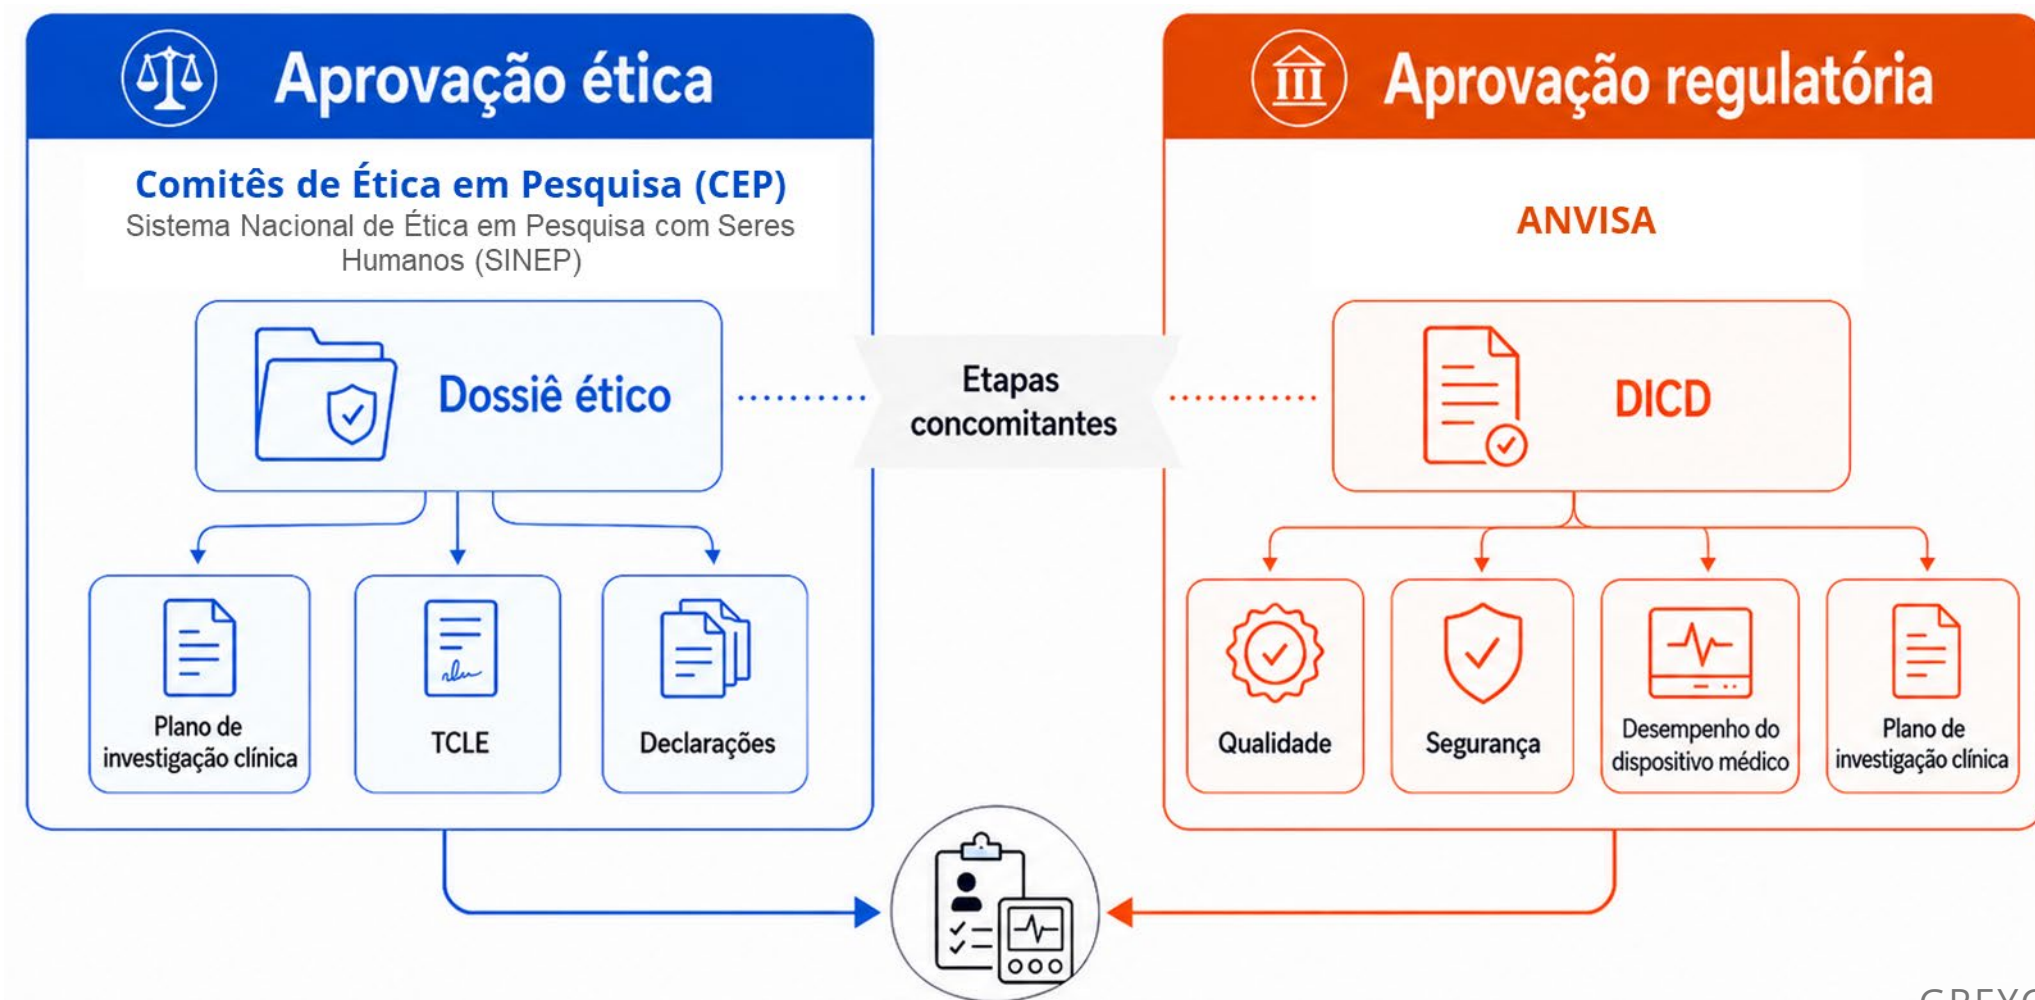 Aprovação ética
Comitês de Ética em Pesquisa (CEP)
Sistema Nacional de Ética em Pesquisa com Seres
Humanos (SINEP)
Dossiê ético
Plano de
investigação clínica
TCLE
Declarações
Etapas
concomitantes
Aprovação regulatória
ANVISA
DICD
Qualidade
Segurança
Desempenho do
dispositivo médico
Plano de
investigação clínica